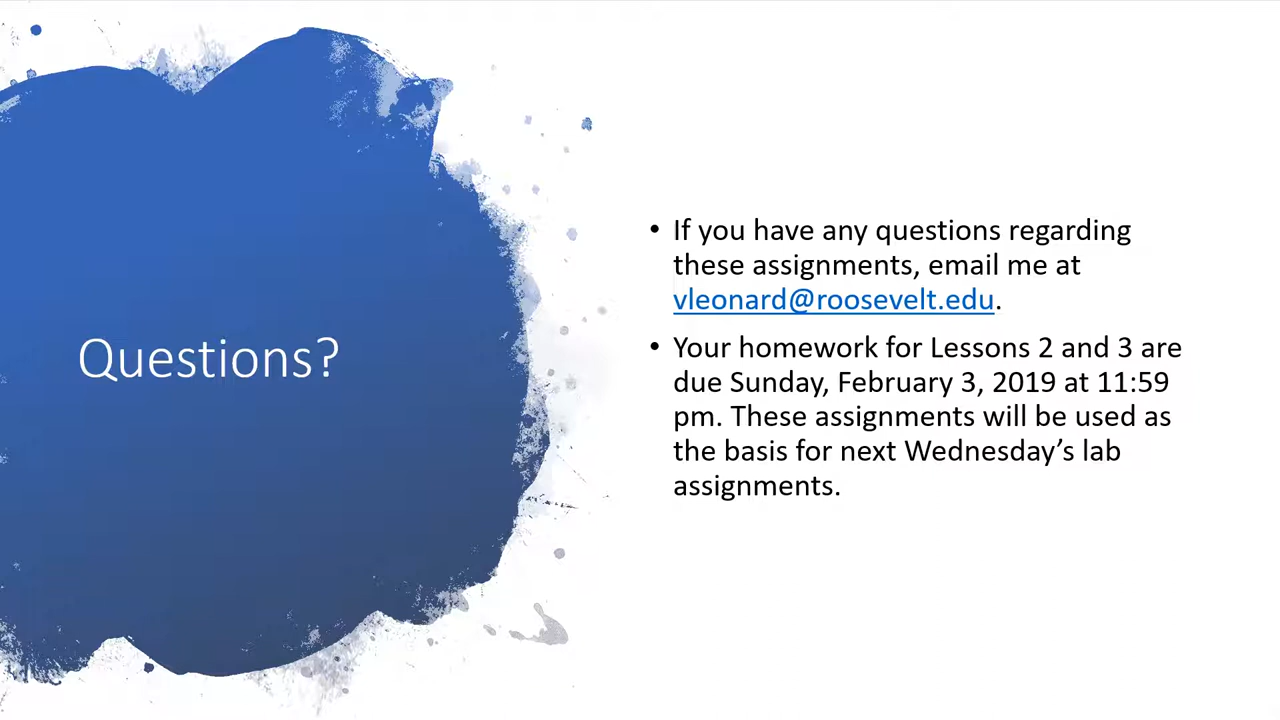 Questions?
• If you have any questions regarding
these assignments, email me at
vleonard@roosevelt.edu.
• Your homework for Lessons 2 and 3 are
due Sunday, February 3, 2019 at 11:59
pm. These assignments will be used as
the basis for next Wednesday’s lab
assignments.